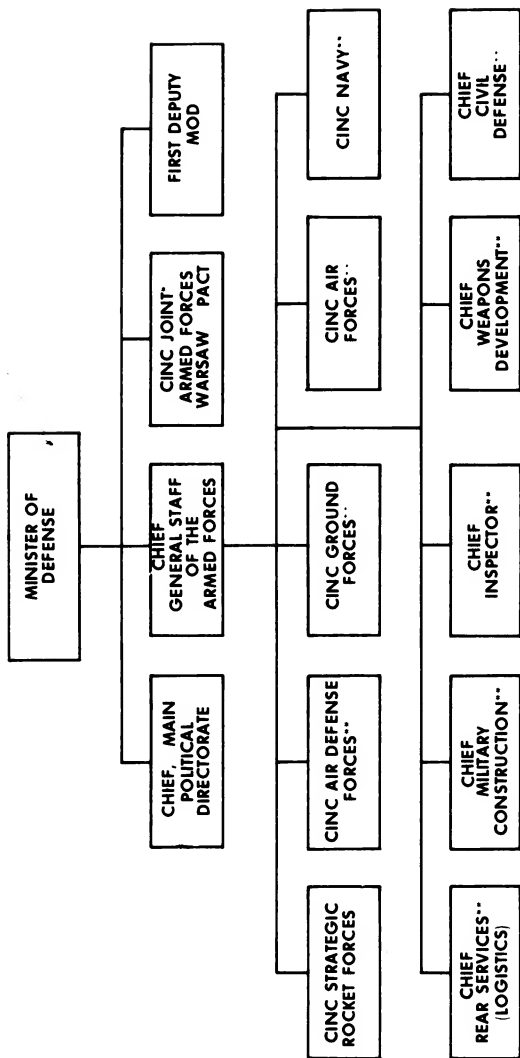 MINISTER OF
DEFENSE
CHIEF, MAIN
POLITICAL
DIRECTORATE
CHIEF
GENERAL STAFF
OF THE
ARMED FORCES
CINC JOINT*
ARMED FORCES
WARSAW PACT
FIRST DEPUTY
MOD
CINC STRATEGIC
ROCKET FORCES
CINC AIR DEFENSE
FORCES**
CINC GROUND
FORCES**
CINC AIR
FORCES**
CINC NAVY**
CHIEF
REAR SERVICES**
(LOGISTICS)
CHIEF
MILITARY
CONSTRUCTION**
CHIEF
INSPECTOR**
CHIEF
WEAPONS
DEVELOPMENT**
CHIEF
CIVIL
DEFENSE**